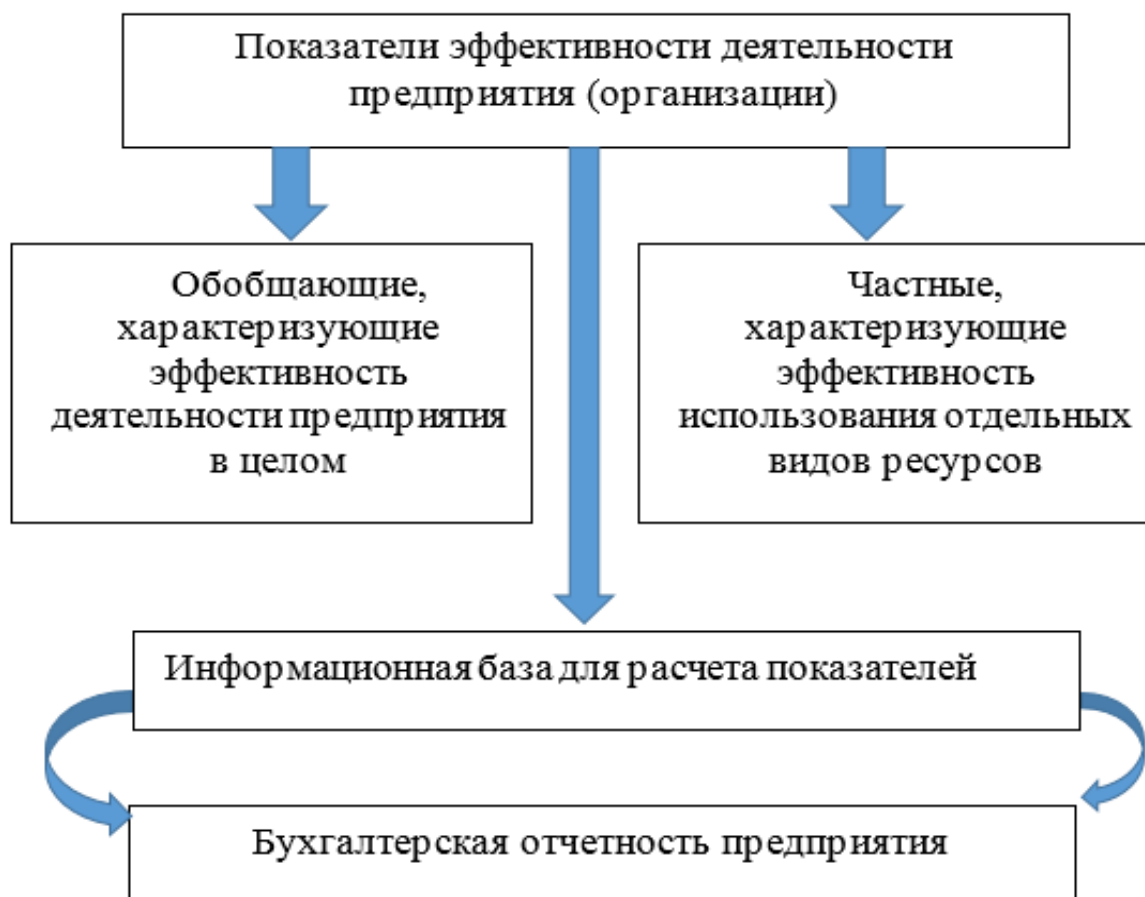 Показатели эффективности деятельности
предприятия (организации)
Обобщающие,
характеризующие
эффективность
деятельности предприятия
в целом
Частные,
характеризующие
эффективность
использования отдельных
видов ресурсов
Информационная база для расчета показателей
Бухгалтерская отчетность предприятия